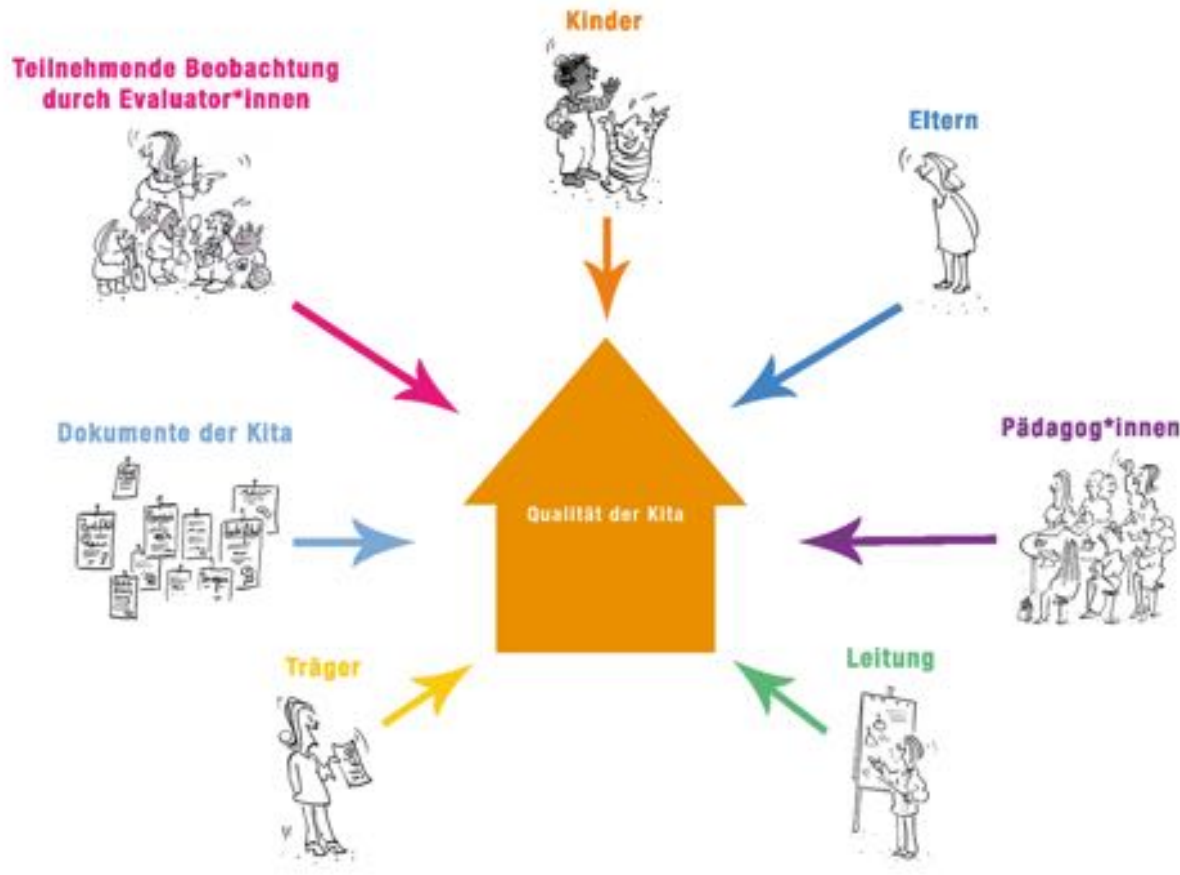 Kinder
Teilnehmende Beobachtung
durch Evaluator*innen
Eltern
Dokumente der Kita
Pädagog*innen
Qualität der Kita
Träger
Leitung